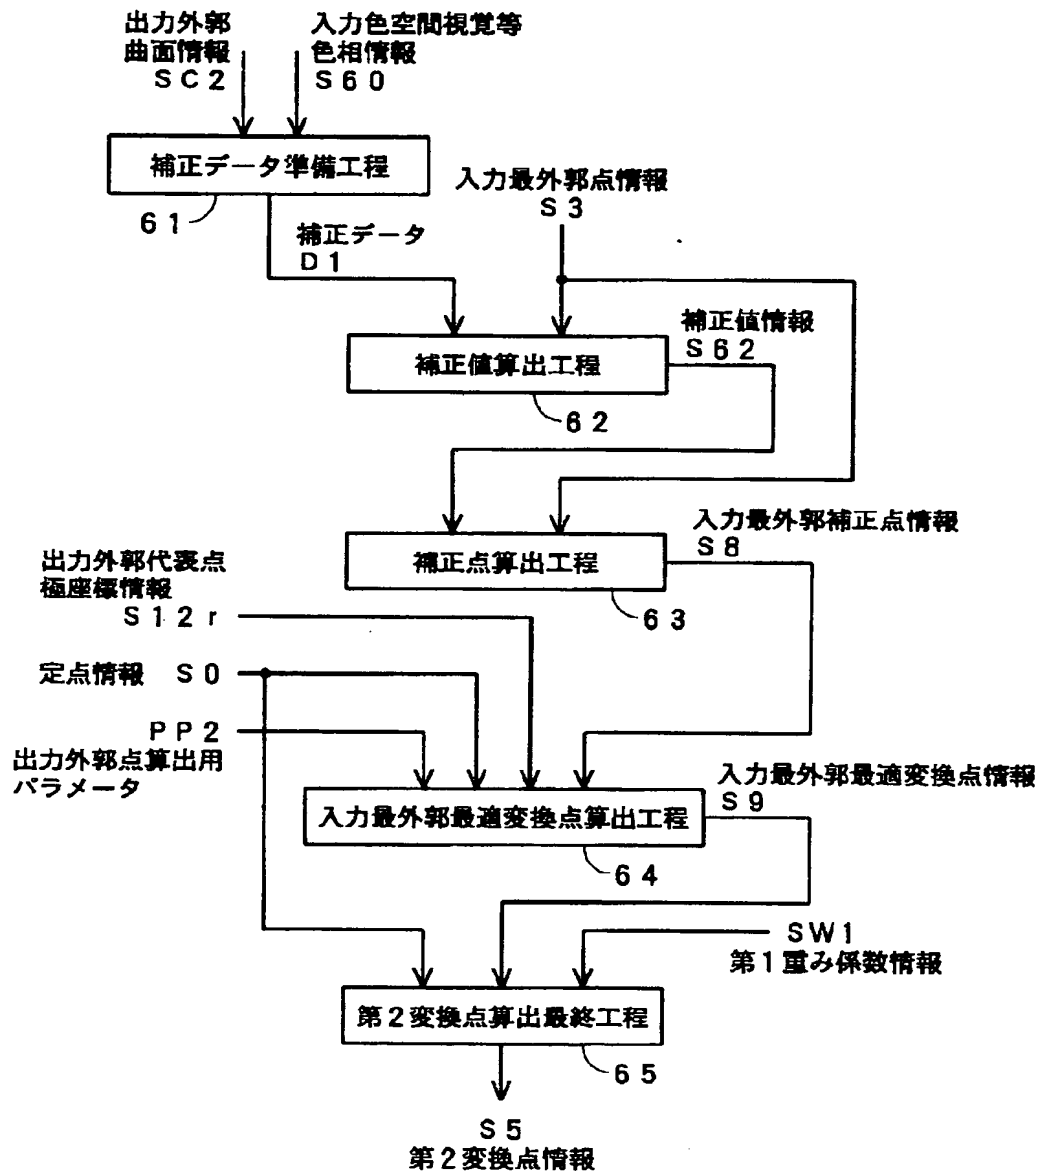 出力外郭
曲面情報
ＳＣ２
入力色空間視覚等
色相情報
Ｓ６０
補正データ準備工程
６１
補正データ
Ｄ１
入力最外郭点情報
Ｓ３
補正値算出工程
６２
補正値情報
Ｓ６２
補正点算出工程
６３
入力最外郭補正点情報
Ｓ８
出力外郭代表点
極座標情報
Ｓ１２ｒ
定点情報　Ｓ０
ＰＰ２
出力外郭点算出用
パラメータ
入力最外郭最適変換点算出工程
６４
入力最外郭最適変換点情報
Ｓ９
ＳＷ１
第１重み係数情報
第２変換点算出最終工程
６５
Ｓ５
第２変換点情報